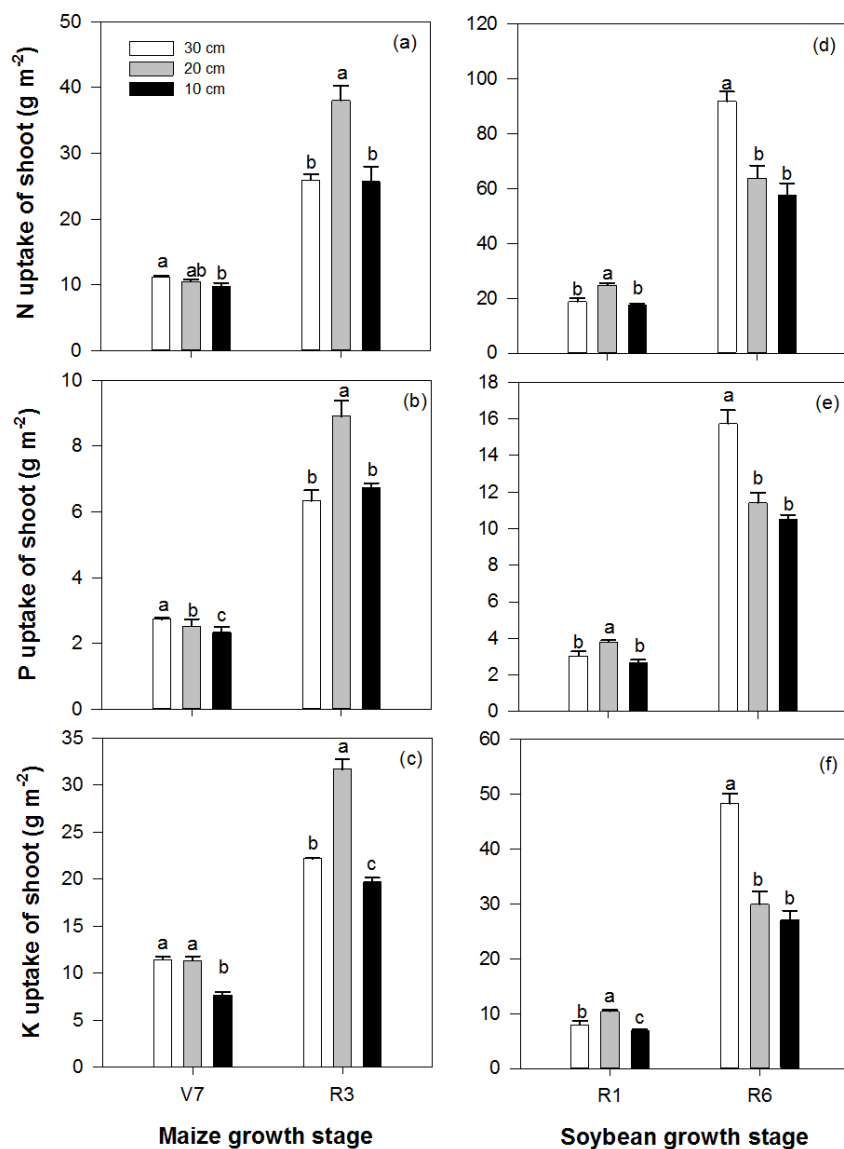 N uptake of shoot (g m-2)
50
40
30
20
10
0
30 cm
20 cm
10 cm
(a)
a
ab
b
b
a
b
120
100
80
60
40
20
0
(d)
b
a
b
a
b
b
P uptake of shoot (g m-2)
10
8
6
4
2
0
(b)
a
b
c
b
a
b
18
16
14
12
10
8
6
4
2
0
(e)
b
a
b
a
b
b
K uptake of shoot (g m-2)
35
30
25
20
15
10
5
0
(c)
a
a
b
b
a
c
60
50
40
30
20
10
0
(f)
b
a
c
a
b
b
V7
R3
R1
R6
Maize growth stage
Soybean growth stage